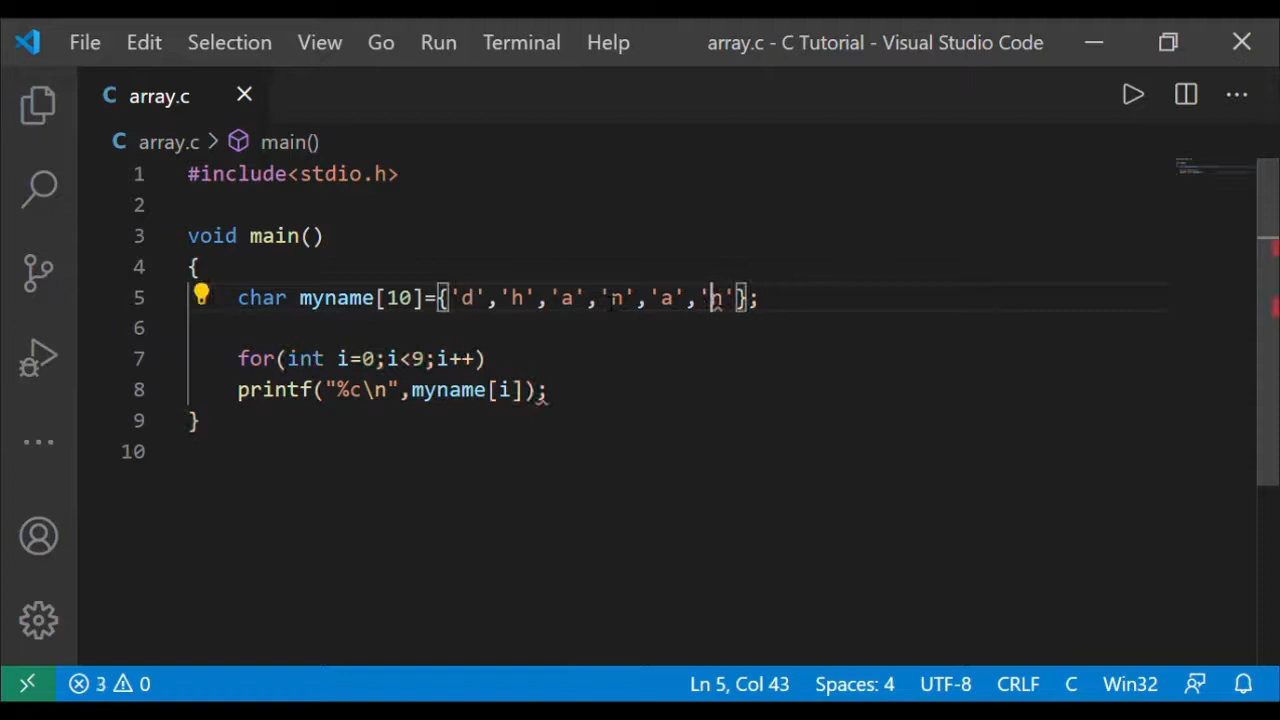 File Edit Selection View Go Run Terminal Help array.c - C Tutorial - Visual Studio Code
C array.c
C array.c > main()
1 #include<stdio.h>
2
3 void main()
4 {
5 char myname[10]={'d','h','a','n','a','n'};
6
7 for(int i=0;i<9;i++)
8 printf("%c\n",myname[i]);
9 }
10
3 0 Ln 5, Col 43 Spaces: 4 UTF-8 CRLF C Win32